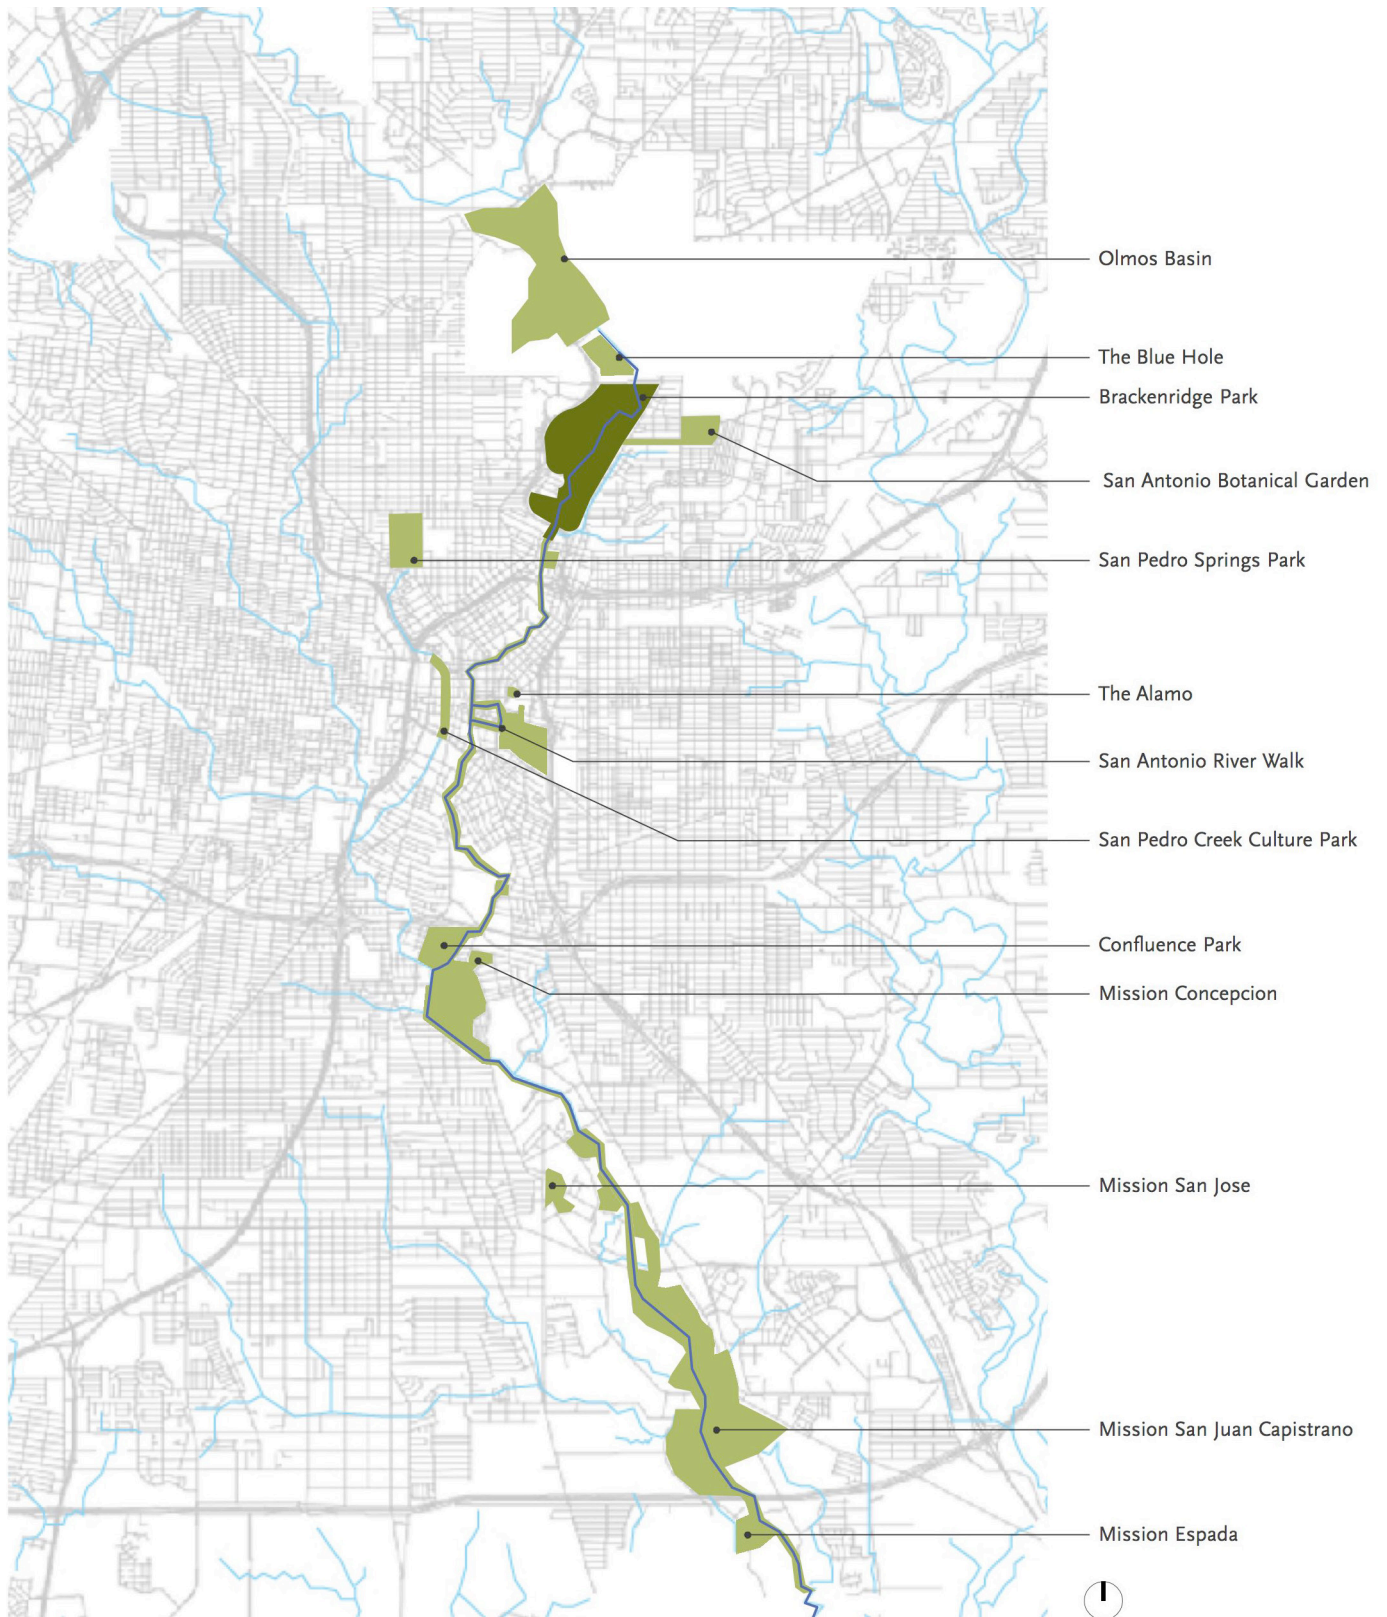 Olmos Basin
The Blue Hole
Brackenridge Park
San Antonio Botanical Garden
San Pedro Springs Park
The Alamo
San Antonio River Walk
San Pedro Creek Culture Park
Confluence Park
Mission Concepcion
Mission San Jose
Mission San Juan Capistrano
Mission Espada